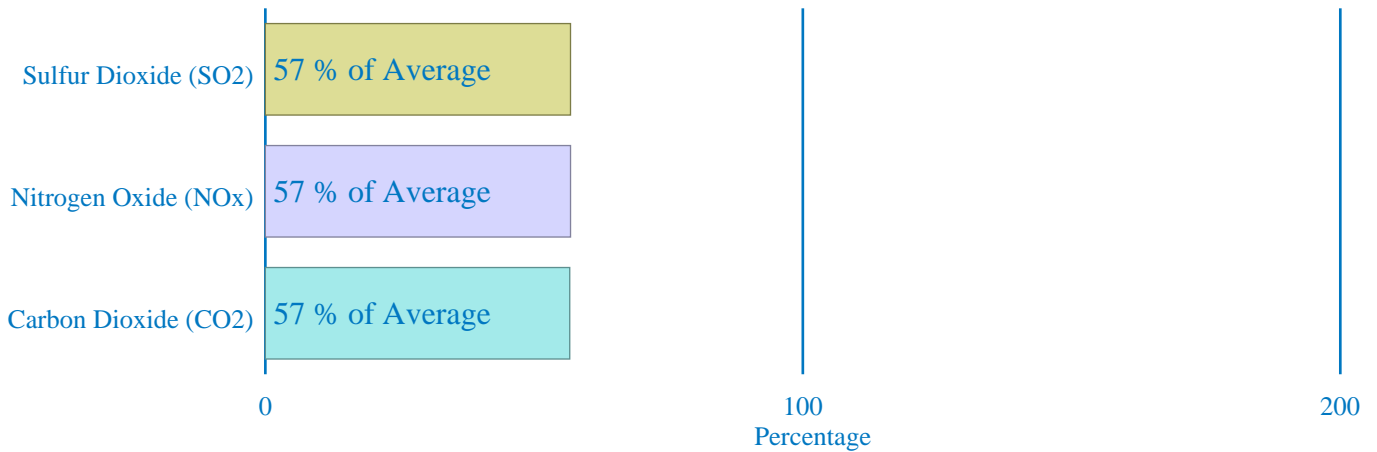 Sulfur Dioxide (SO2)
57 % of Average
Nitrogen Oxide (NOx)
57 % of Average
Carbon Dioxide (CO2)
57 % of Average
0
100
200
Percentage